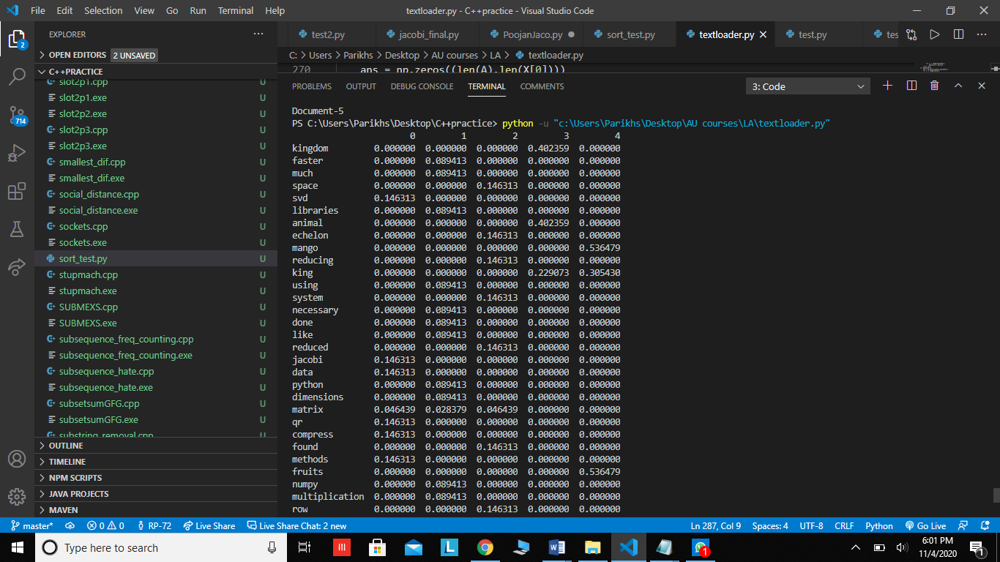 File Edit Selection View Go Run Terminal Help textloader.py - C++practice - Visual Studio Code
EXPLORER ...
OPEN EDITORS 2 UNSAVED
C++PRACTICE
slot2p1.cpp U
slot2p1.exe U
slot2p2.exe U
slot2p3.cpp U
slot2p3.exe U
smallest_dif.cpp U
smallest_dif.exe U
social_distance.cpp U
social_distance.exe U
sockets.cpp U
sockets.exe U
sort_test.py U
stupmach.cpp U
stupmach.exe U
SUBMEXS.cpp U
SUBMEXS.exe U
subsequence_freq_counting.cpp U
subsequence_freq_counting.exe U
subsequence_hate.cpp U
subsequence_hate.exe U
subsetsumGFG.cpp U
subsetsumGFG.exe U
substring_removal.cpp U
OUTLINE
TIMELINE
NPM SCRIPTS
JAVA PROJECTS
MAVEN
2
714
test2.py jacobi_final.py PoojanJaco.py sort_test.py textloader.py test.py tes
C: > Users > Parikhs > Desktop > AU courses > LA > textloader.py
270 ans = np.zeros((len(A),len(X[0])))
PROBLEMS OUTPUT DEBUG CONSOLE TERMINAL COMMENTS 3: Code
Document-5
PS C:\Users\Parikhs\Desktop\C++practice> python -u "c:\Users\Parikhs\Desktop\AU courses\LA\textloader.py"
0 1 2 3 4
kingdom 0.000000 0.000000 0.000000 0.402359 0.000000
faster 0.000000 0.089413 0.000000 0.000000 0.000000
much 0.000000 0.089413 0.000000 0.000000 0.000000
space 0.000000 0.000000 0.146313 0.000000 0.000000
svd 0.146313 0.000000 0.000000 0.000000 0.000000
libraries 0.000000 0.089413 0.000000 0.000000 0.000000
animal 0.000000 0.000000 0.000000 0.402359 0.000000
echelon 0.000000 0.000000 0.146313 0.000000 0.000000
mango 0.000000 0.000000 0.000000 0.000000 0.536479
reducing 0.000000 0.000000 0.146313 0.000000 0.000000
king 0.000000 0.000000 0.000000 0.229073 0.305430
using 0.000000 0.089413 0.000000 0.000000 0.000000
system 0.000000 0.000000 0.146313 0.000000 0.000000
necessary 0.000000 0.089413 0.000000 0.000000 0.000000
done 0.000000 0.089413 0.000000 0.000000 0.000000
like 0.000000 0.089413 0.000000 0.000000 0.000000
reduced 0.000000 0.000000 0.146313 0.000000 0.000000
jacobi 0.146313 0.000000 0.000000 0.000000 0.000000
data 0.146313 0.000000 0.000000 0.000000 0.000000
python 0.000000 0.089413 0.000000 0.000000 0.000000
dimensions 0.000000 0.089413 0.000000 0.000000 0.000000
matrix 0.046439 0.028379 0.046439 0.000000 0.000000
qr 0.146313 0.000000 0.000000 0.000000 0.000000
compress 0.146313 0.000000 0.000000 0.000000 0.000000
found 0.000000 0.000000 0.146313 0.000000 0.000000
methods 0.146313 0.000000 0.000000 0.000000 0.000000
fruits 0.000000 0.000000 0.000000 0.000000 0.536479
numpy 0.000000 0.089413 0.000000 0.000000 0.000000
multiplication 0.000000 0.089413 0.000000 0.000000 0.000000
row 0.000000 0.000000 0.146313 0.000000 0.000000
master* 0 0 RP-72 Live Share Live Share Chat: 2 new Ln 287, Col 9 Spaces: 4 UTF-8 CRLF Python Go Live
Type here to search 1 6:01 PM
11/4/2020 1